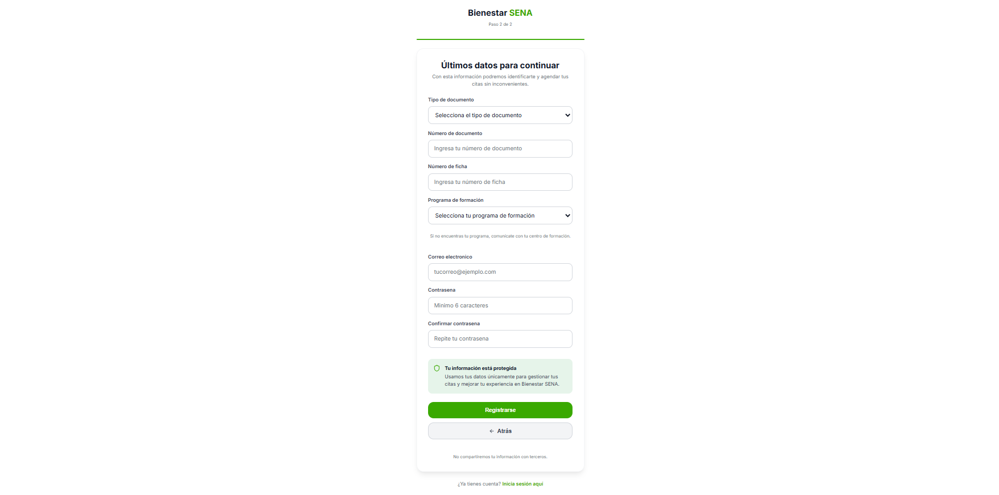 Bienestar SENA
Paso 2 de 2
Últimos datos para continuar
Con esta información podremos identificarte y agendar tus
citas sin inconvenientes.
Tipo de documento
Selecciona el tipo de documento
Número de documento
Ingresa tu número de documento
Número de ficha
Ingresa tu número de ficha
Programa de formación
Selecciona tu programa de formación
Si no encuentras tu programa, comunícate con tu centro de formación.
Correo electronico
tucorreo@ejemplo.com
Contrasena
Minimo 6 caracteres
Confirmar contrasena
Repite tu contrasena
Tu información está protegida
Usamos tus datos únicamente para gestionar tus
citas y mejorar tu experiencia en Bienestar SENA.
Registrarse
← Atrás
No compartiremos tu información con terceros.
¿Ya tienes cuenta? Inicia sesión aquí